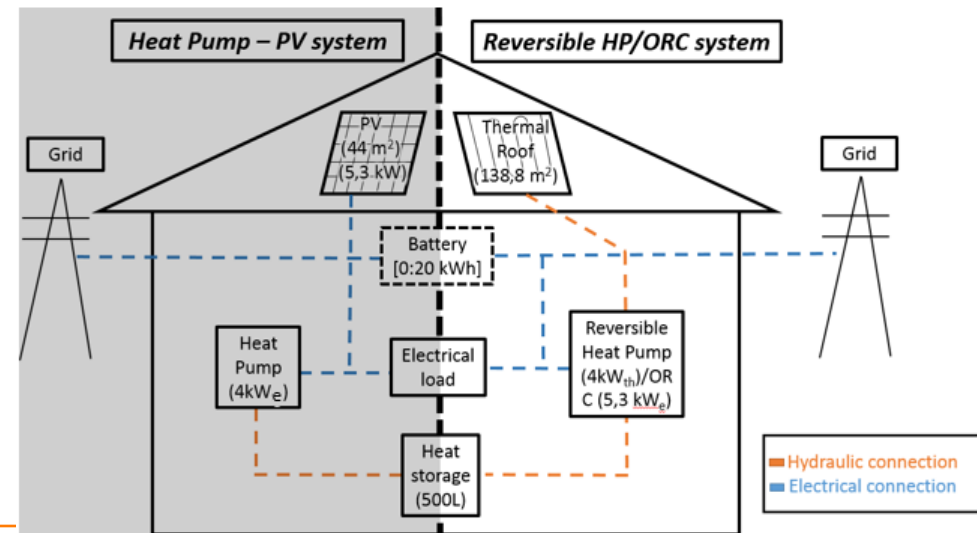 Heat Pump – PV system
Reversible HP/ORC system
Grid
PV
(44 m²)
(5,3 kW)
Thermal
Roof
(138,8 m²)
Grid
Battery
[0:20 kWh]
Heat
Pump
(4kWe)
Electrical
load
Reversible
Heat Pump
(4kWth)/OR
C (5,3 kWe)
Heat
storage
(500L)
Hydraulic connection
Electrical connection